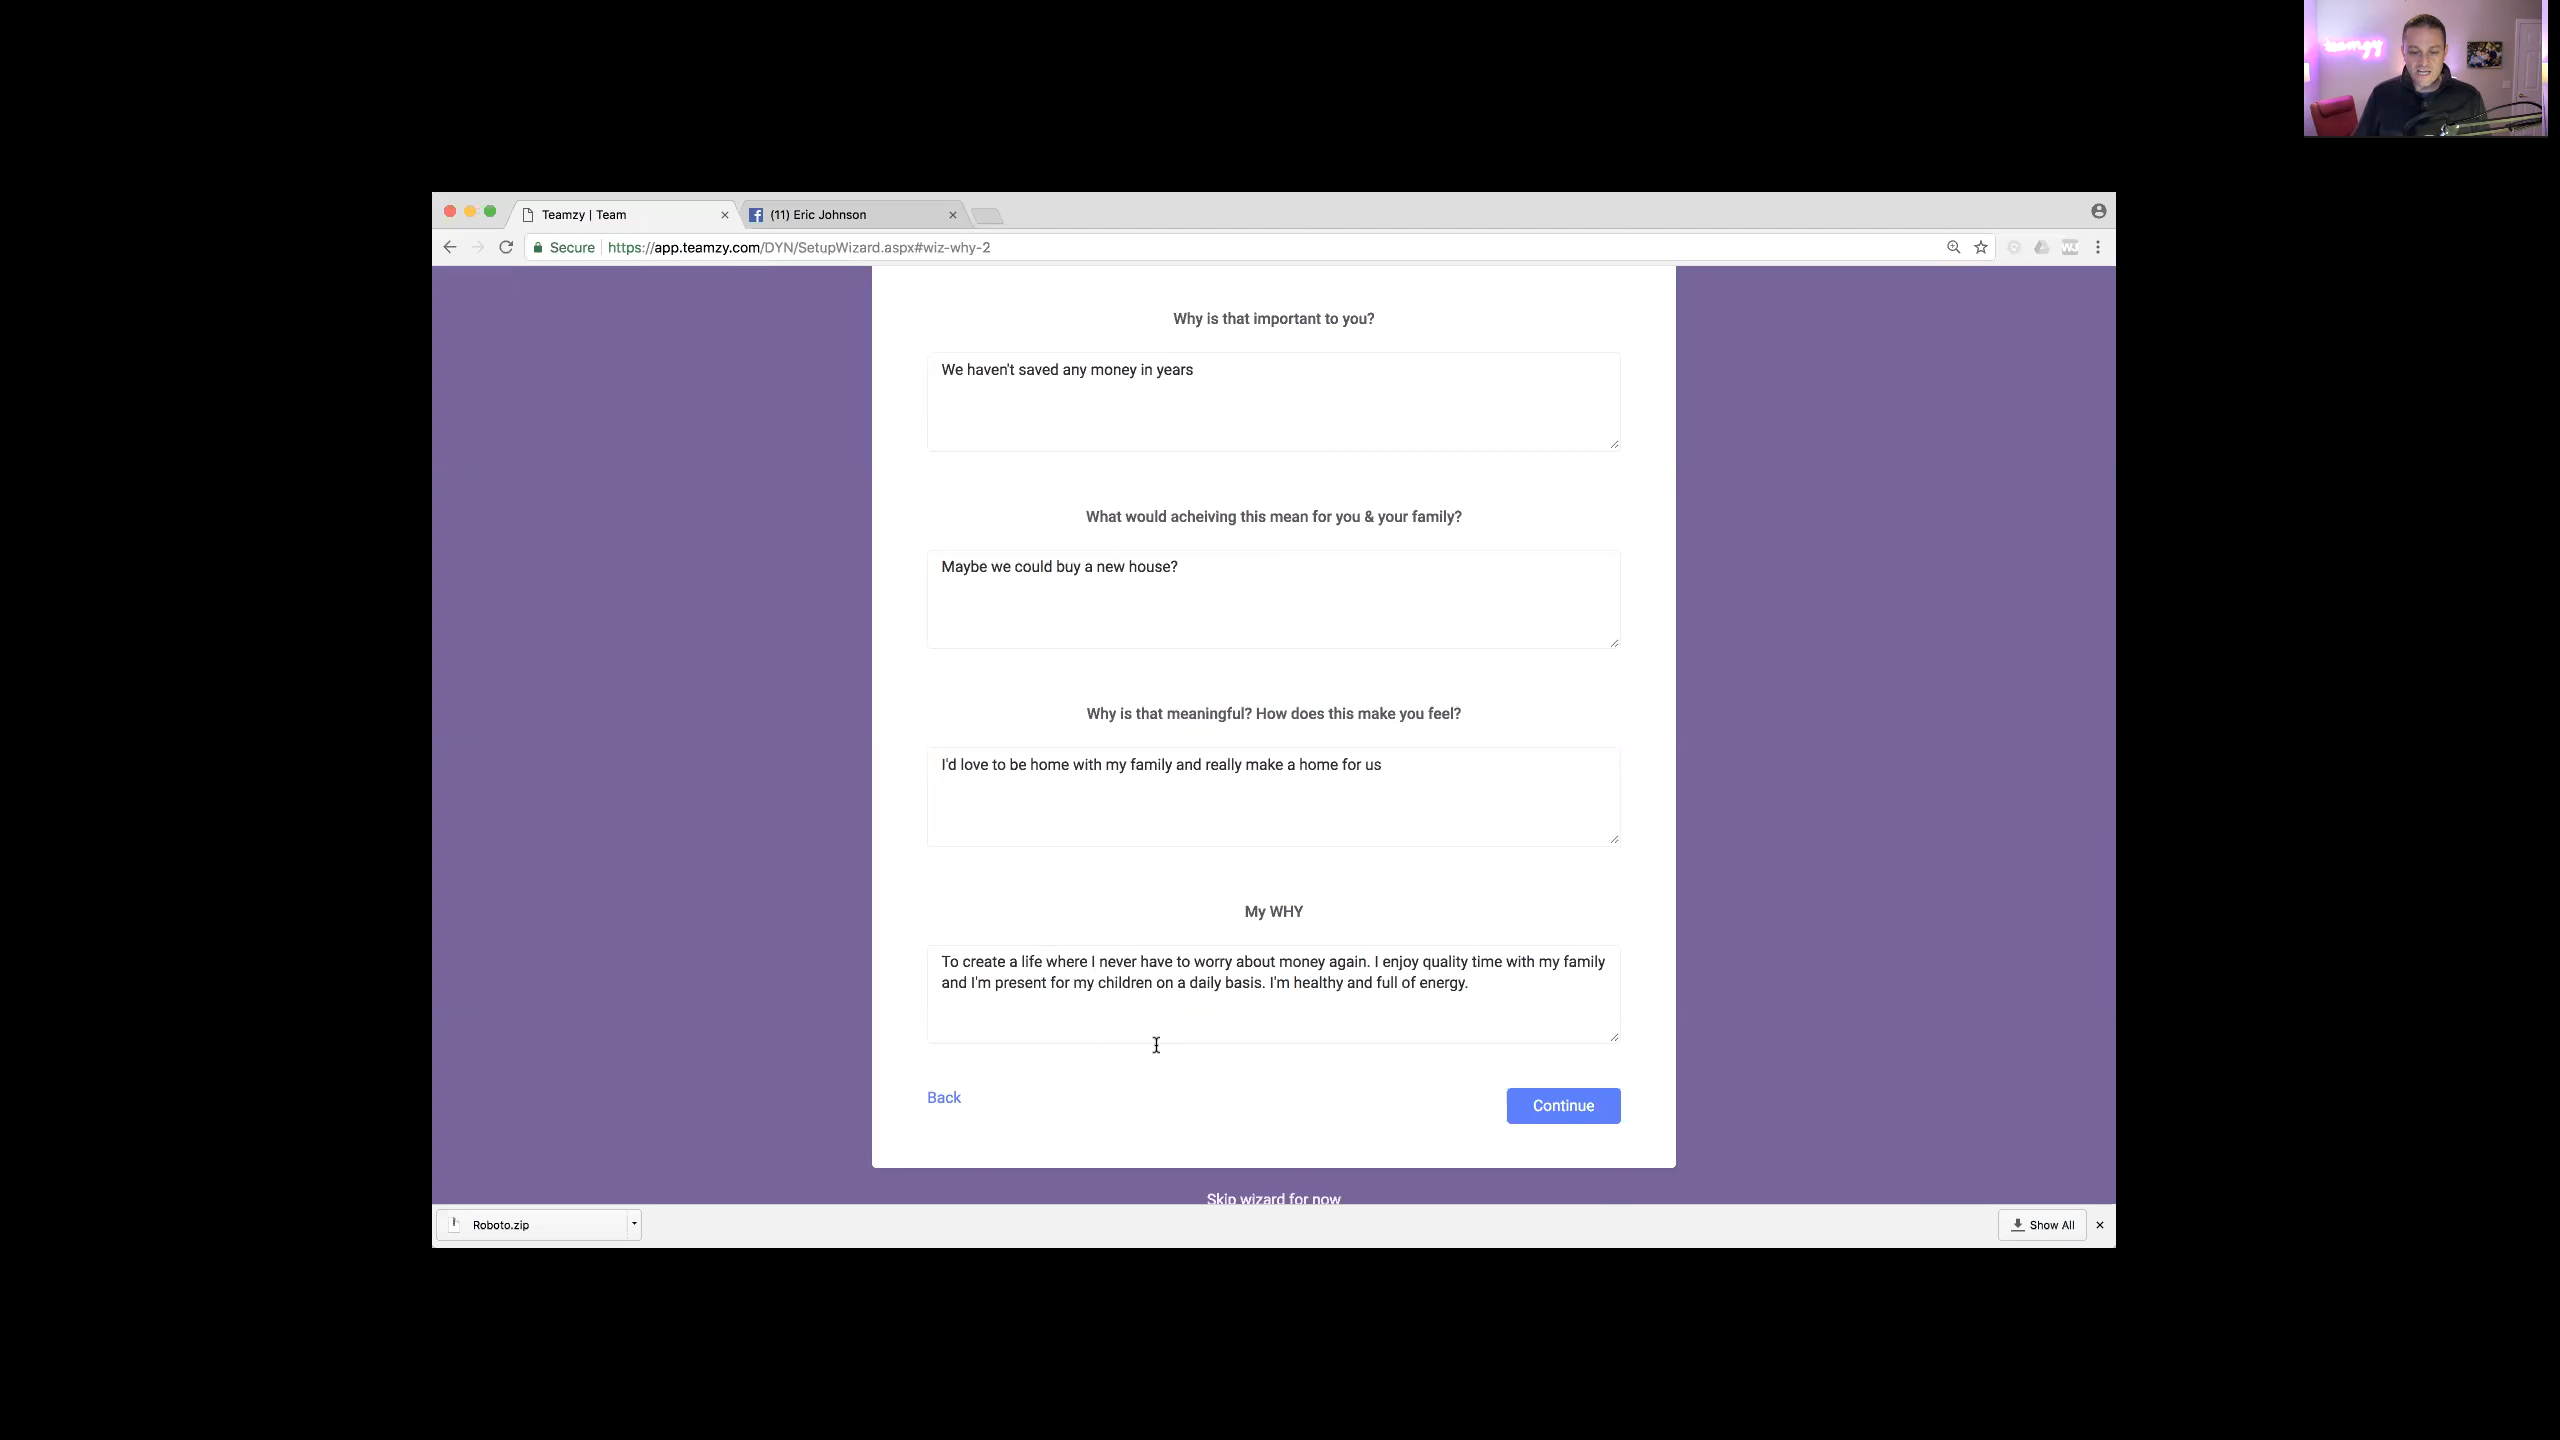 teamzy
Teamzy | Team
(11) Eric Johnson
Secure
https://app.teamzy.com/DYN/SetupWizard.aspx#wiz-why-2
Why is that important to you?
We haven't saved any money in years
What would acheiving this mean for you & your family?
Maybe we could buy a new house?
Why is that meaningful? How does this make you feel?
I'd love to be home with my family and really make a home for us
My WHY
To create a life where I never have to worry about money again. I enjoy quality time with my family
and I'm present for my children on a daily basis. I'm healthy and full of energy.
Back
Continue
Skip wizard for now
Roboto.zip
Show All